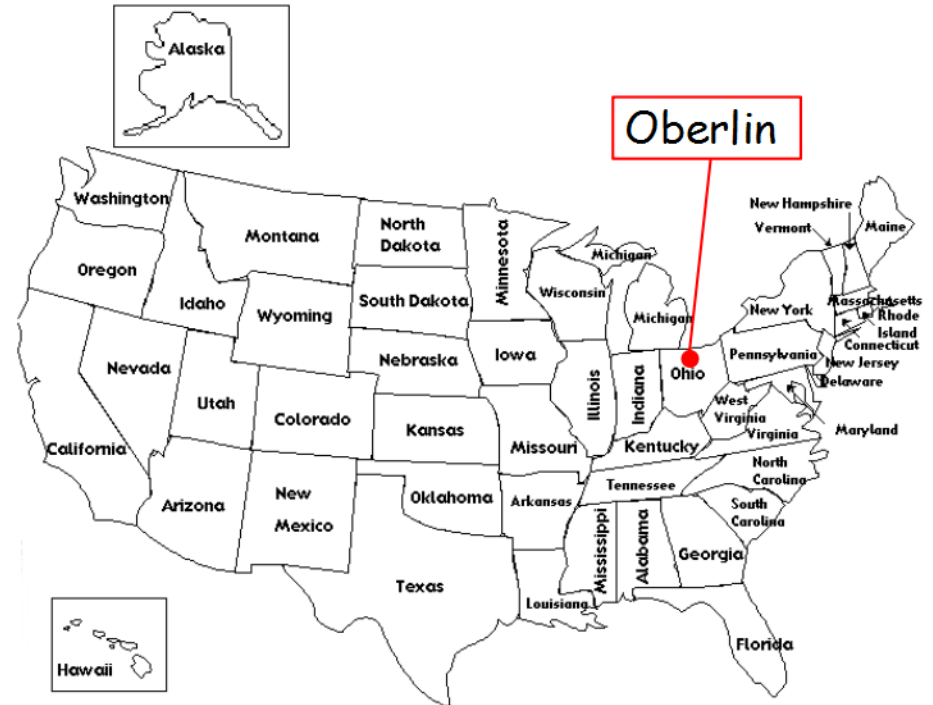 Alaska
Oberlin
Washington
Montana
North
Dakota
Minnesota
Michigan
New Hampshire
Vermont
Maine
Oregon
Idaho
Wyoming
South Dakota
Wisconsin
Michigan
New York
Massachusetts
Rhode
Island
Connecticut
Nevada
Utah
Colorado
Nebraska
Iowa
Illinois
Indiana
Ohio
Pennsylvania
New Jersey
Delaware
Maryland
California
Kansas
Missouri
Kentucky
West
Virginia
Virginia
Arizona
New
Mexico
Oklahoma
Arkansas
Tennessee
North
Carolina
South
Carolina
Texas
Louisiana
Mississippi
Alabama
Georgia
Florida
Hawaii